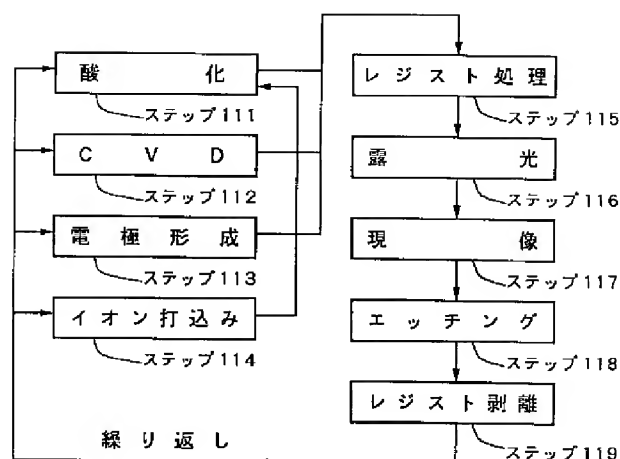 酸化
ステップ111
CVD
ステップ112
電極形成
ステップ113
イオン打込み
ステップ114
繰り返し
レジスト処理
ステップ115
露光
ステップ116
現像
ステップ117
エッチング
ステップ118
レジスト剥離
ステップ119